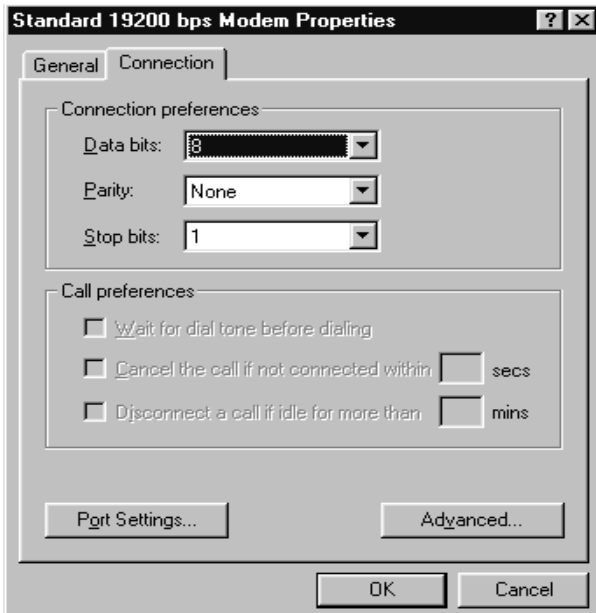 Standard 19200 bps Modem Properties
General Connection
Connection preferences
Data bits: 8
Parity: None
Stop bits: 1
Call preferences
Wait for dial tone before dialing
Cancel the call if not connected within secs
Disconnect a call if idle for more than mins
Port Settings... Advanced...
OK Cancel